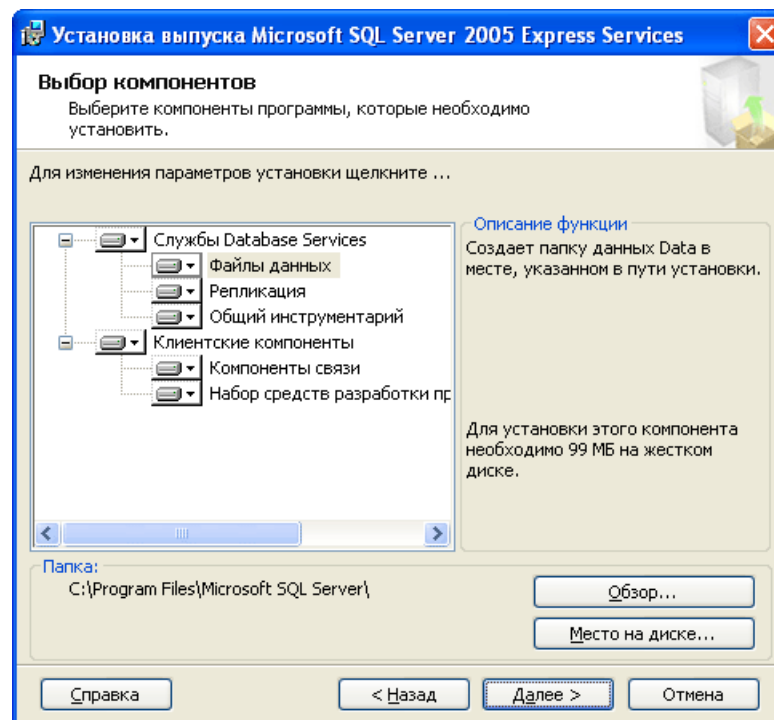 Установка выпуска Microsoft SQL Server 2005 Express Services
Выбор компонентов
Выберите компоненты программы, которые необходимо
установить.
Для изменения параметров установки щелкните ...
Службы Database Services
Файлы данных
Репликация
Общий инструментарий
Клиентские компоненты
Компоненты связи
Набор средств разработки пр
Описание функции
Создает папку данных Data в
месте, указанном в пути установки.
Для установки этого компонента
необходимо 99 МБ на жестком
диске.
Папка:
C:\Program Files\Microsoft SQL Server\
Обзор...
Место на диске...
Справка
< Назад
Далее >
Отмена